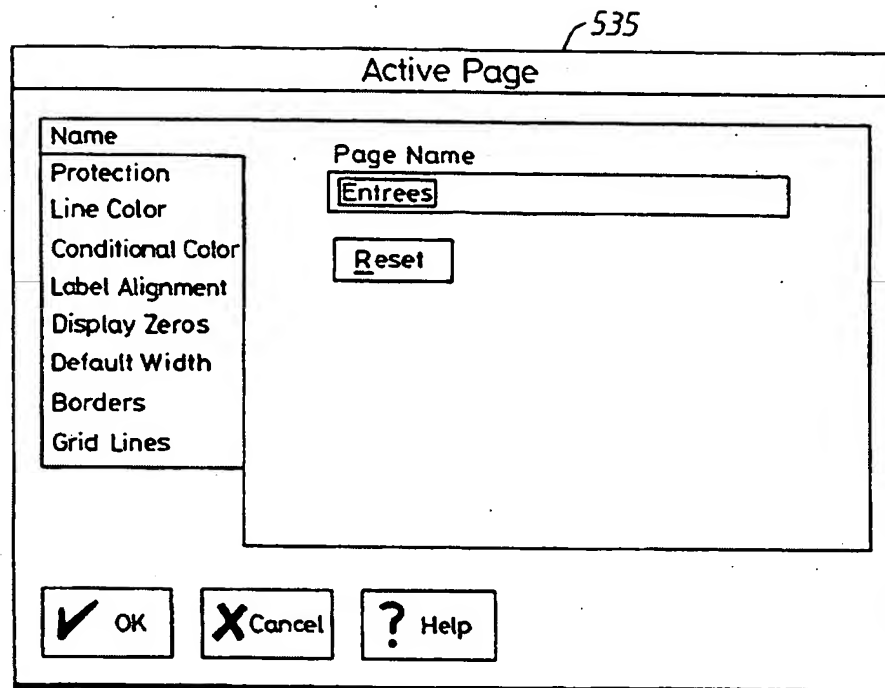 535
Active Page
Name
Protection
Line Color
Conditional Color
Label Alignment
Display Zeros
Default Width
Borders
Grid Lines
Page Name
Entrees
Reset
OK
Cancel
? Help